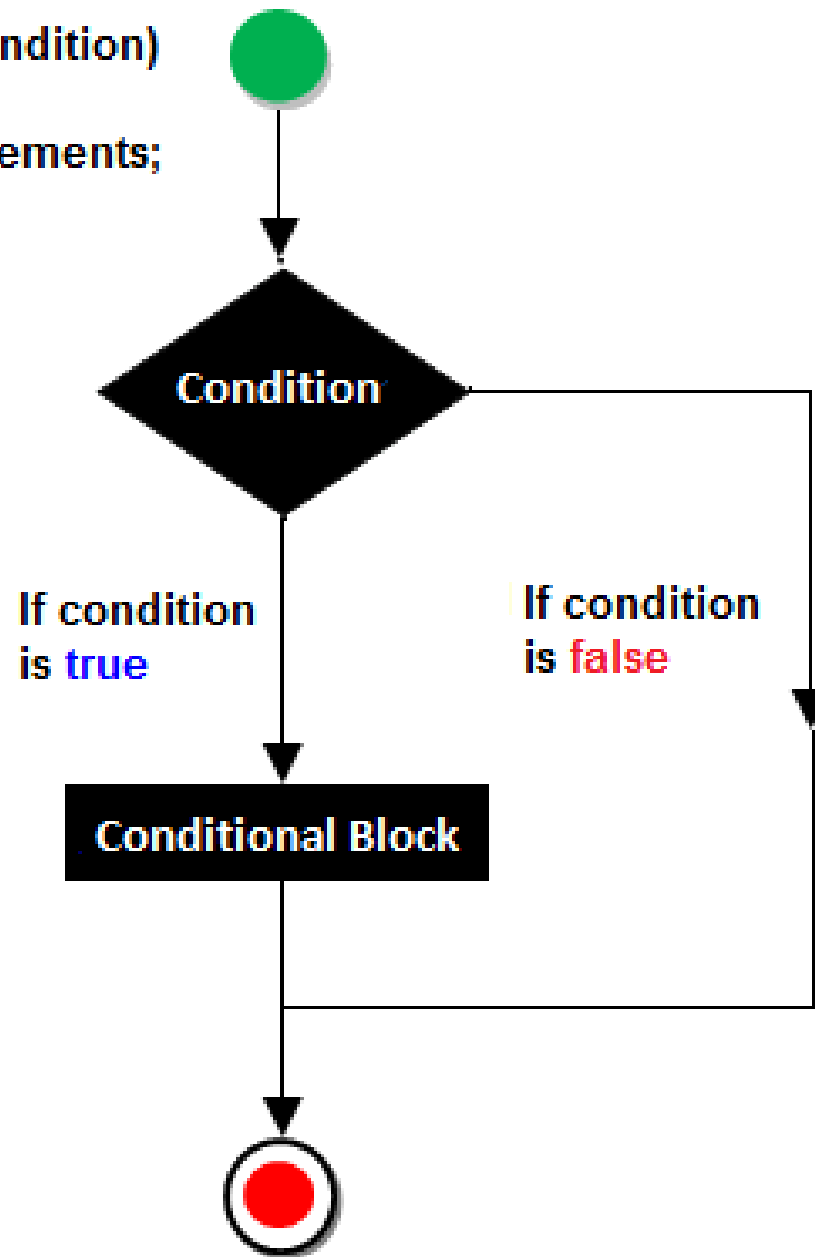 ndition)
ements;
Condition
If condition
is true
If condition
is false
Conditional Block